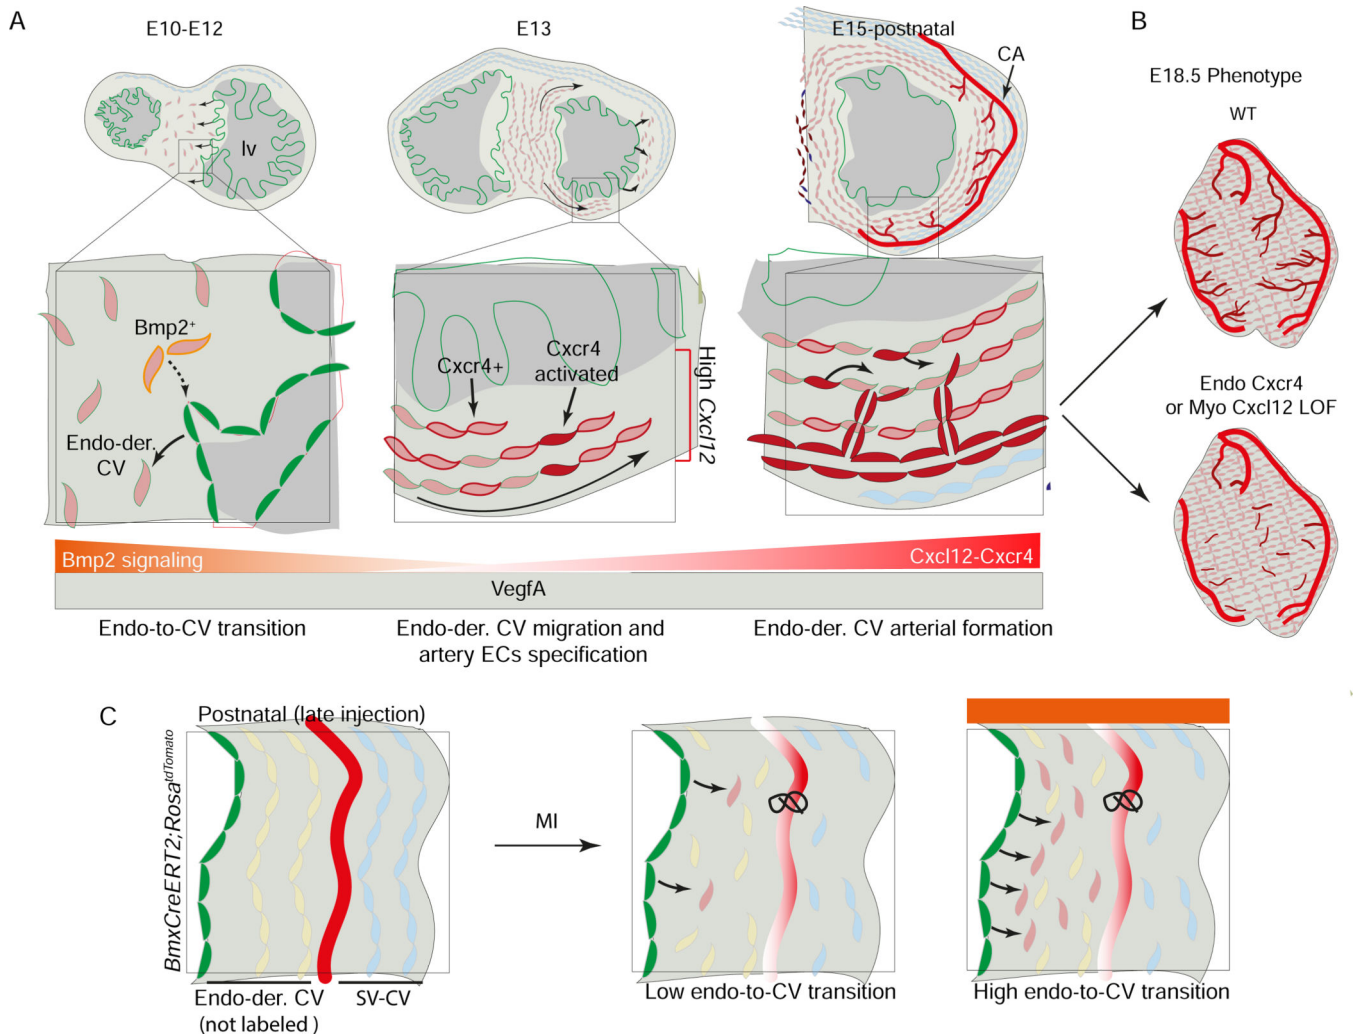 A
E10-E12
E13
E15-postnatal
CA
lv
Bmp2+
Endo-der.
CV
Cxcr4+
Cxcr4
activated
High Cxcl12
Bmp2 signaling
Cxcl12-Cxcr4
VegfA
Endo-to-CV transition
Endo-der. CV migration and
artery ECs specification
Endo-der. CV arterial formation
B
E18.5 Phenotype
WT
Endo Cxcr4
or Myo Cxcl12 LOF
C
Postnatal (late injection)
BmxCreERT2;Rosa^tdTomato
Endo-der. CV
(not labeled )
SV-CV
MI
Low endo-to-CV transition
High endo-to-CV transition